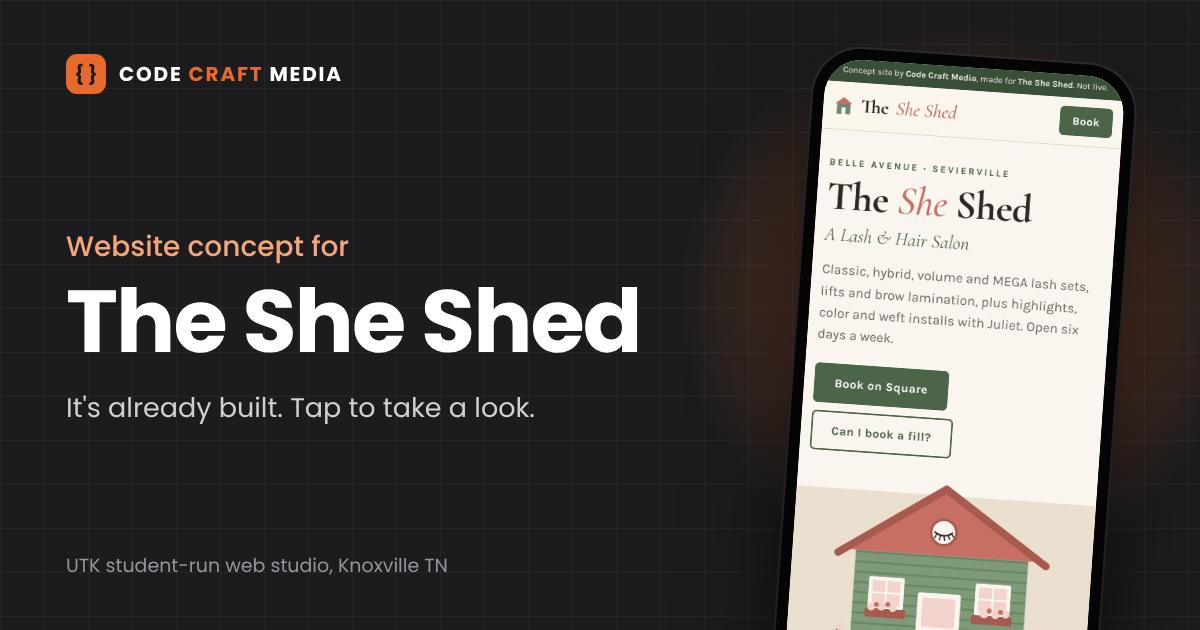 { } CODE CRAFT MEDIA
Website concept for
The She Shed
It's already built. Tap to take a look.
UTK student-run web studio, Knoxville TN
Concept site by Code Craft Media, made for The She Shed. Not live.
The She Shed
Book
BELLE AVENUE · SEVIERVILLE
The She Shed
A Lash & Hair Salon
Classic, hybrid, volume and MEGA lash sets,
lifts and brow lamination, plus highlights,
color and weft installs with Juliet. Open six
days a week.
Book on Square
Can I book a fill?